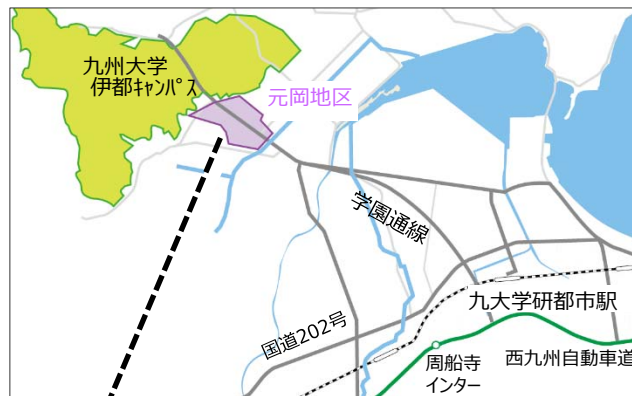 九州大学
伊都ｷｬﾝﾊﾟｽ
元岡地区
学園通線
国道202号
九大学研都市駅
周船寺
インター
西九州自動車道